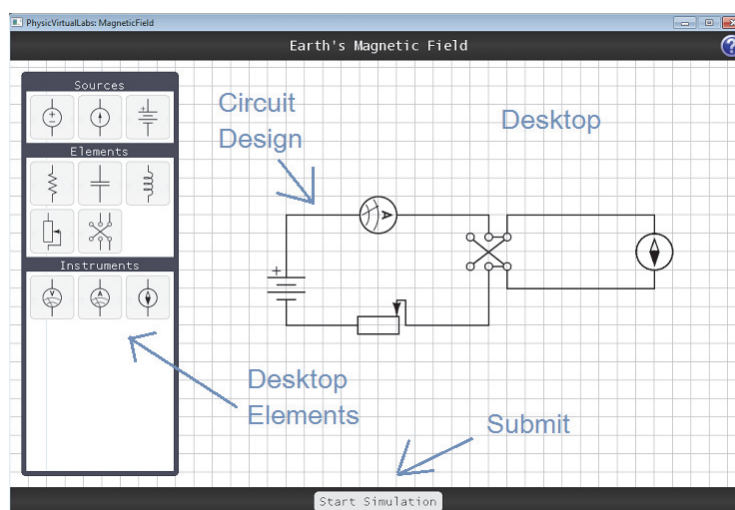 PhysicVirtualLabs: MagneticField
Earth's Magnetic Field
?
Sources
Elements
V
A
Instruments
Circuit
Design
Desktop
A
+
Desktop
Elements
Submit
Start Simulation